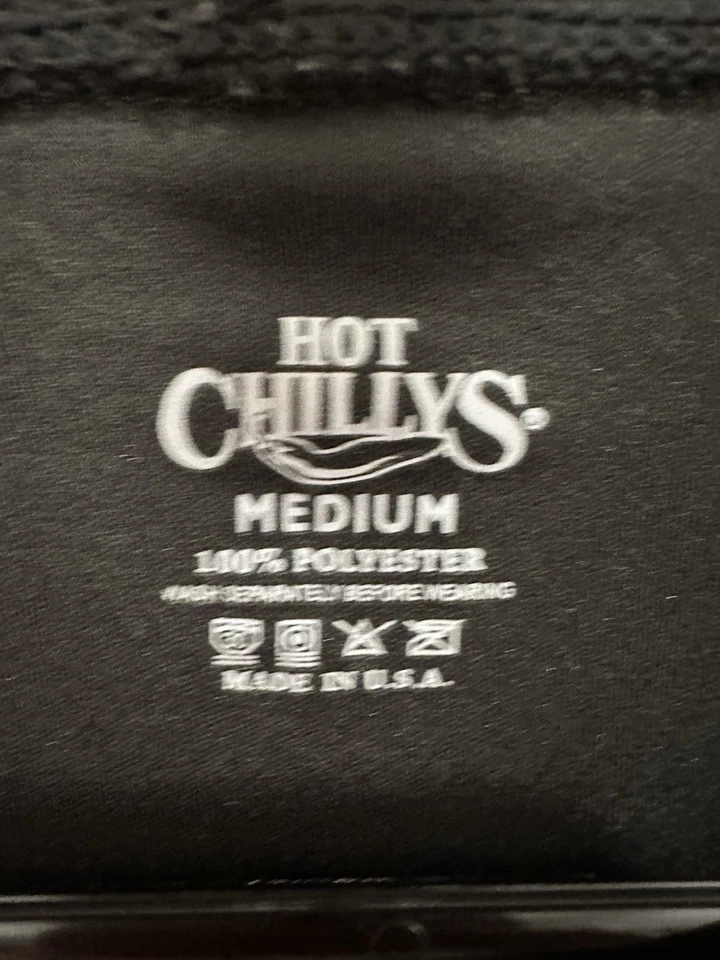 HOT
CHILLYS®
MEDIUM
100% POLYESTER
WASH SEPARATELY BEFORE WEARING
MADE IN U.S.A.